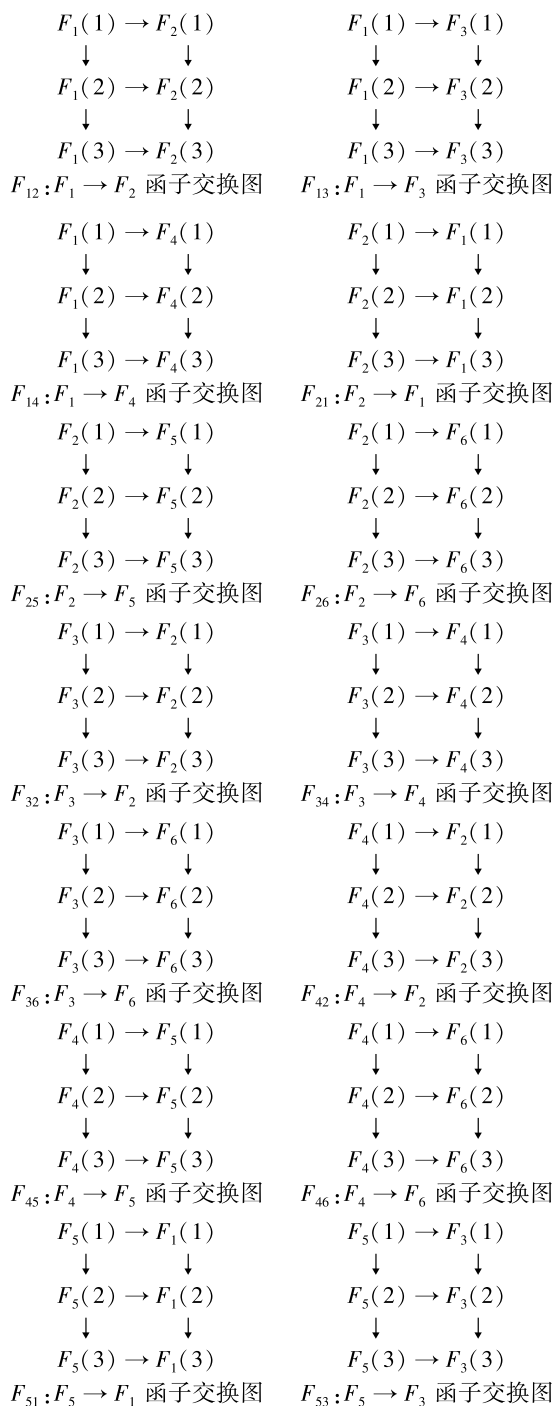 F₁(1) → F₂(1) F₁(1) → F₃(1)
↓ ↓ ↓ ↓
F₁(2) → F₂(2) F₁(2) → F₃(2)
↓ ↓ ↓ ↓
F₁(3) → F₂(3) F₁(3) → F₃(3)
F₁₂:F₁ → F₂ 函子交换图 F₁₃:F₁ → F₃ 函子交换图
F₁(1) → F₄(1) F₂(1) → F₁(1)
↓ ↓ ↓ ↓
F₁(2) → F₄(2) F₂(2) → F₁(2)
↓ ↓ ↓ ↓
F₁(3) → F₄(3) F₂(3) → F₁(3)
F₁₄:F₁ → F₄ 函子交换图 F₂₁:F₂ → F₁ 函子交换图
F₂(1) → F₅(1) F₂(1) → F₆(1)
↓ ↓ ↓ ↓
F₂(2) → F₅(2) F₂(2) → F₆(2)
↓ ↓ ↓ ↓
F₂(3) → F₅(3) F₂(3) → F₆(3)
F₂₅:F₂ → F₅ 函子交换图 F₂₆:F₂ → F₆ 函子交换图
F₃(1) → F₂(1) F₃(1) → F₄(1)
↓ ↓ ↓ ↓
F₃(2) → F₂(2) F₃(2) → F₄(2)
↓ ↓ ↓ ↓
F₃(3) → F₂(3) F₃(3) → F₄(3)
F₃₂:F₃ → F₂ 函子交换图 F₃₄:F₃ → F₄ 函子交换图
F₃(1) → F₆(1) F₄(1) → F₂(1)
↓ ↓ ↓ ↓
F₃(2) → F₆(2) F₄(2) → F₂(2)
↓ ↓ ↓ ↓
F₃(3) → F₆(3) F₄(3) → F₂(3)
F₃₆:F₃ → F₆ 函子交换图 F₄₂:F₄ → F₂ 函子交换图
F₄(1) → F₅(1) F₄(1) → F₆(1)
↓ ↓ ↓ ↓
F₄(2) → F₅(2) F₄(2) → F₆(2)
↓ ↓ ↓ ↓
F₄(3) → F₅(3) F₄(3) → F₆(3)
F₄₅:F₄ → F₅ 函子交换图 F₄₆:F₄ → F₆ 函子交换图
F₅(1) → F₁(1) F₅(1) → F₃(1)
↓ ↓ ↓ ↓
F₅(2) → F₁(2) F₅(2) → F₃(2)
↓ ↓ ↓ ↓
F₅(3) → F₁(3) F₅(3) → F₃(3)
F₅₁:F₅ → F₁ 函子交换图 F₅₃:F₅ → F₃ 函子交换图